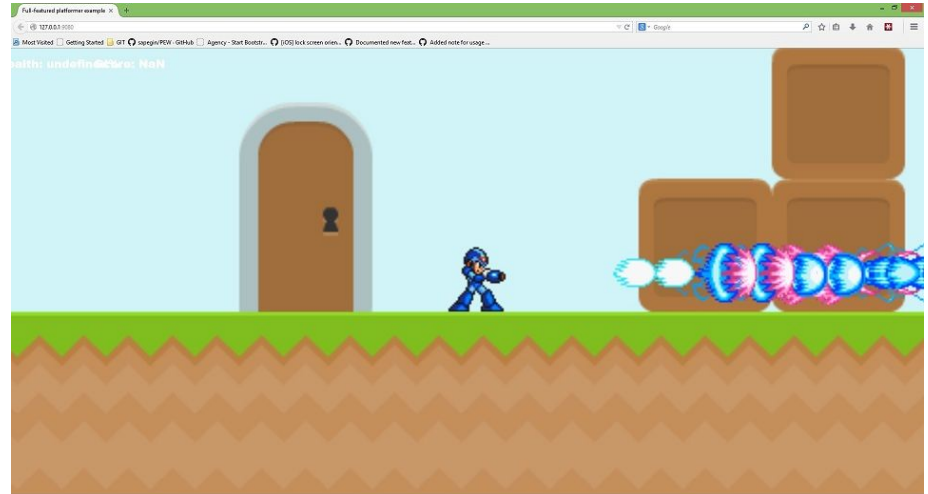 Full-featured platformer example × +
127.0.0.1:9080 Google
Most Visited Getting Started GIT sapegin/PEW · GitHub Agency - Start Bootstr... [iOS] lock screen orien... Documented new feat... Added note for usage ...
ealth: undefined NaN